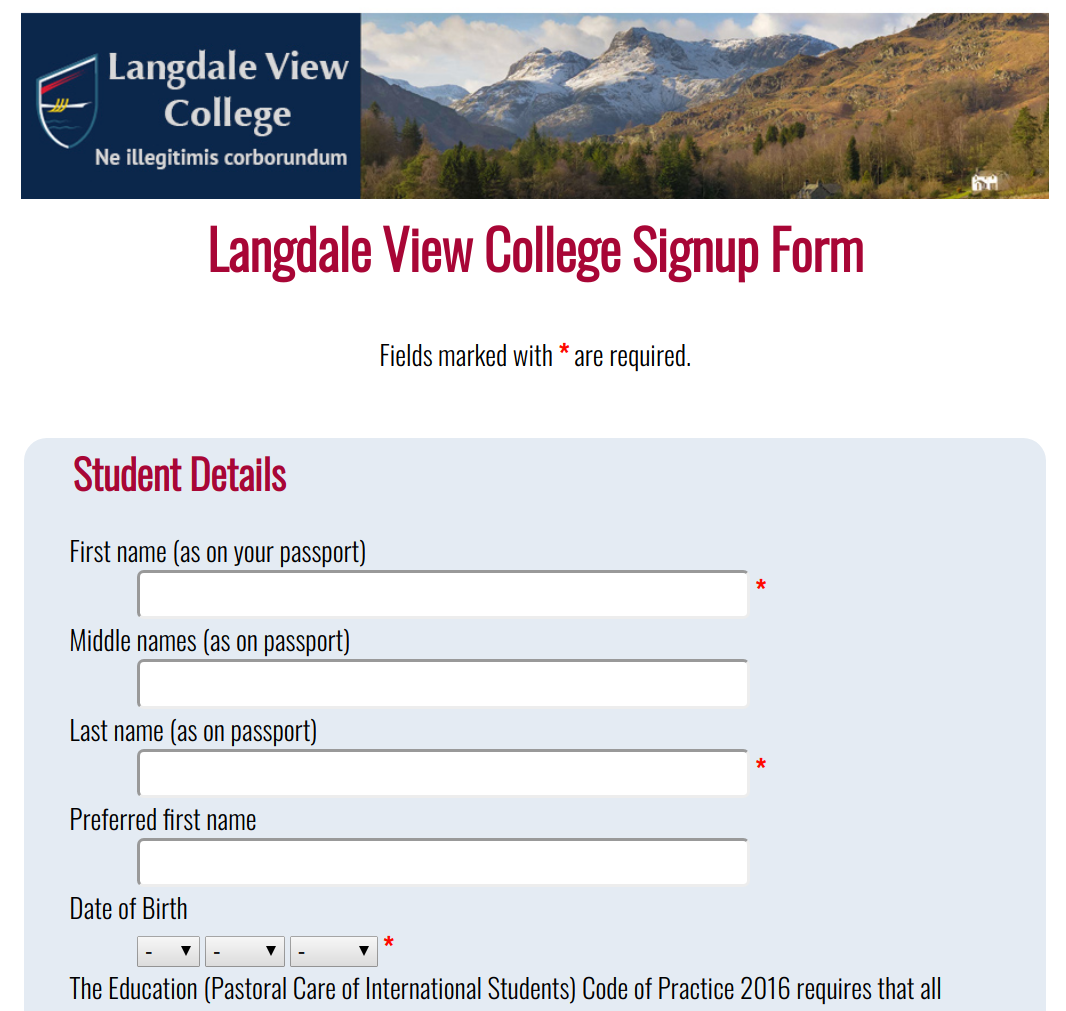 Langdale View
College
Ne illegitimis corborundum
Langdale View College Signup Form
Fields marked with * are required.
Student Details
First name (as on your passport)
*
Middle names (as on passport)
Last name (as on passport)
*
Preferred first name
Date of Birth
- ▼ - ▼ - ▼ *
The Education (Pastoral Care of International Students) Code of Practice 2016 requires that all